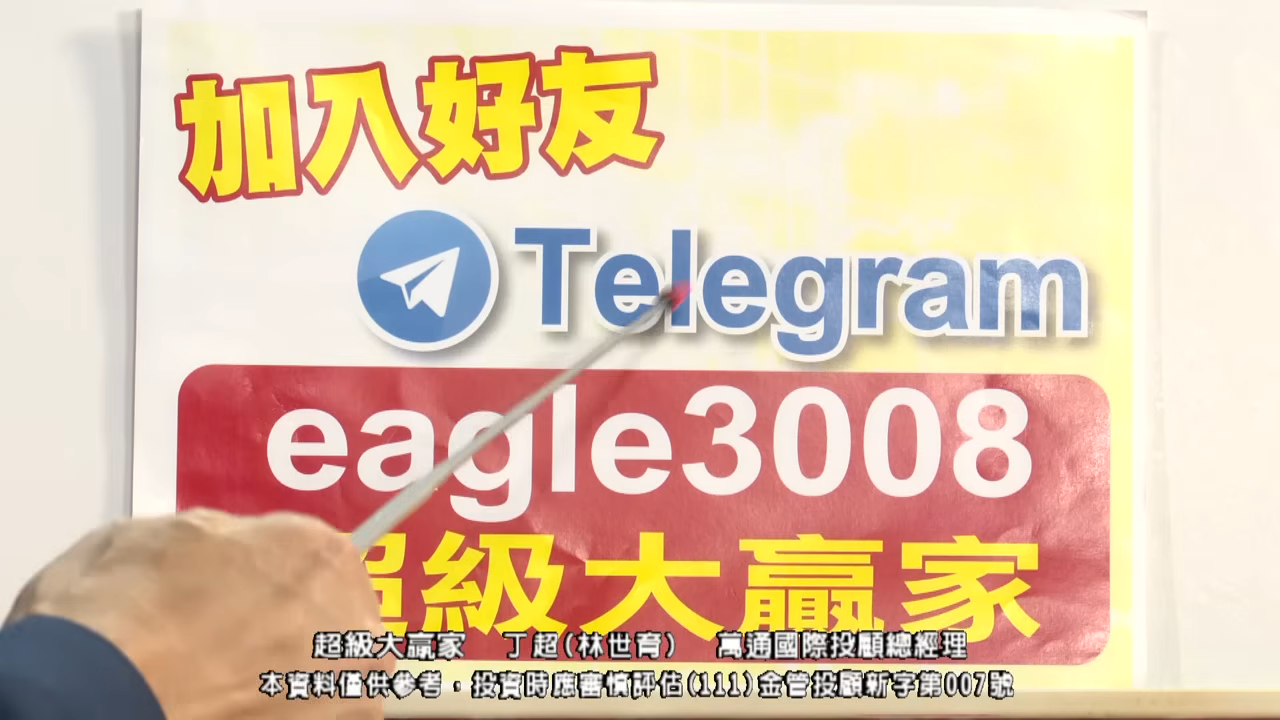 加入好友
Telegram
eagle3008
超級大贏家
超級大贏家 丁超(林世育) 萬通國際投顧總經理
本資料僅供參考，投資時應審慎評估(111)金管投顧新字第007號